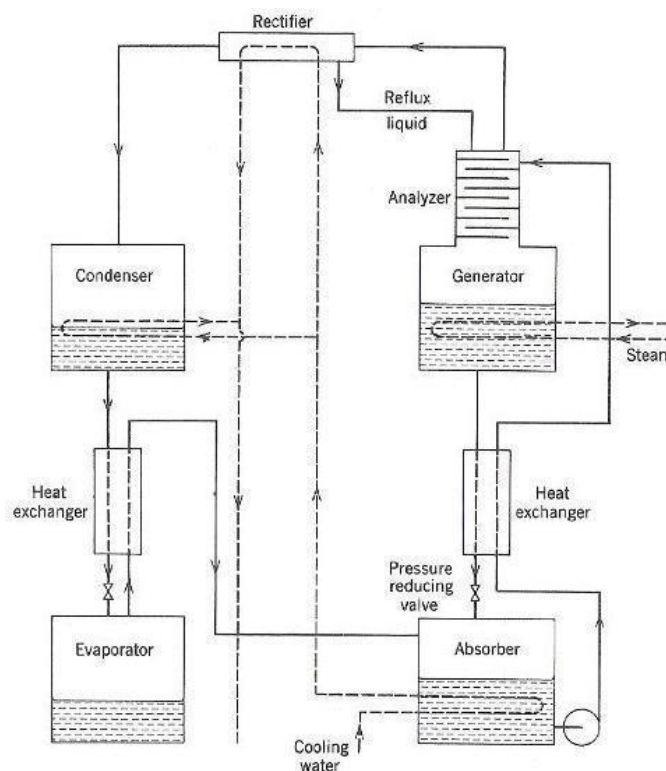 Rectifier
Reflux
liquid
Analyzer
Condenser
Generator
Steam
Heat
exchanger
Heat
exchanger
Pressure
reducing
valve
Evaporator
Absorber
Cooling
water